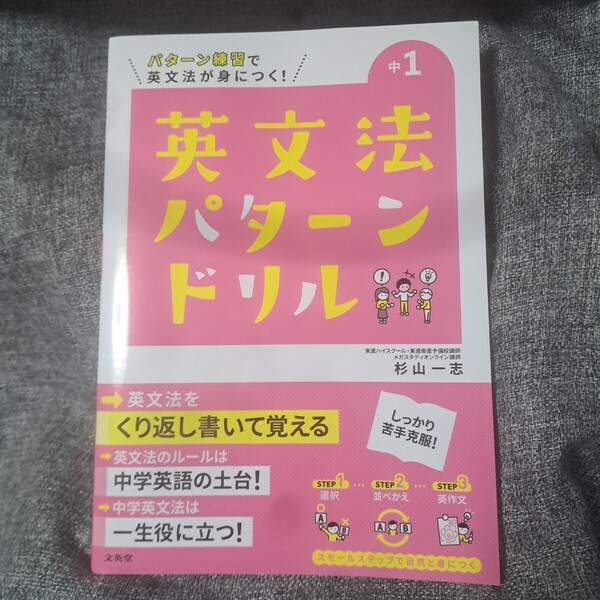 パターン練習で
英文法が身につく!
中1
英文法
パターン
ドリル
!
東進ハイスクール・東進衛星予備校講師
メガスタディオンライン講師
杉山一志
英文法を
くり返し書いて覚える
英文法のルールは
中学英語の土台!
中学英文法は
一生役に立つ!
しっかり
苦手克服!
STEP1 … STEP2 … STEP3
選択 並べかえ 英作文
A B A B
スモールステップで自然と身につく
文英堂